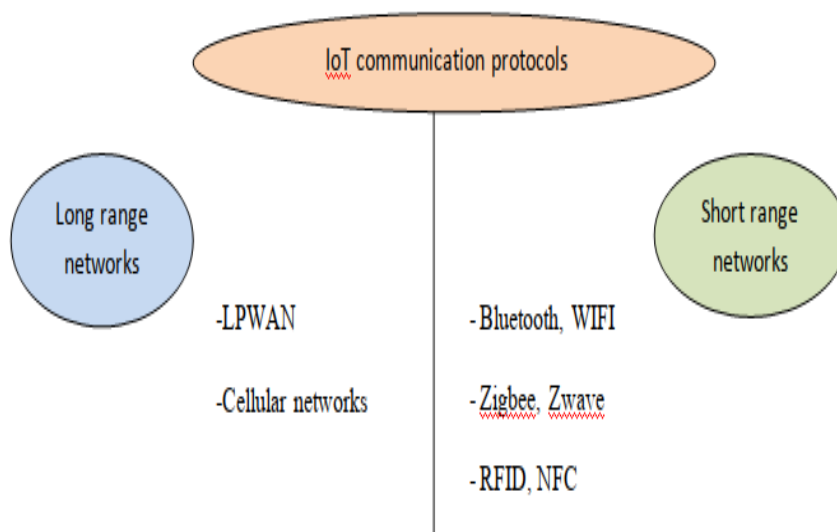 IoT communication protocols
Long range
networks
-LPWAN
-Cellular networks
Short range
networks
-Bluetooth, WIFI
-Zigbee, Zwave
-RFID, NFC